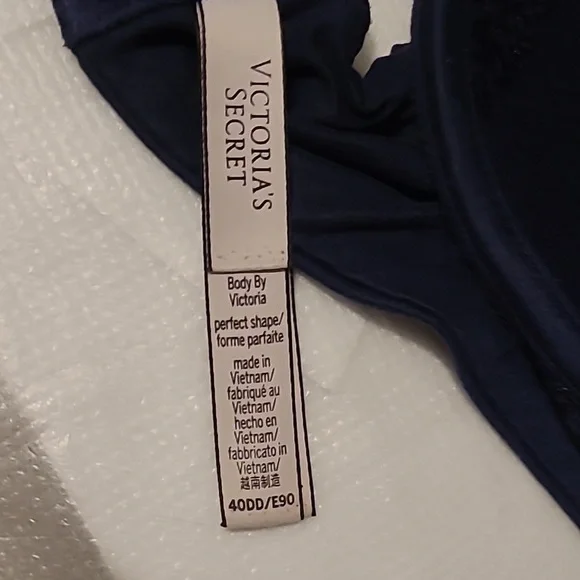 VICTORIA'S
SECRET
Body By
Victoria
perfect shape/
forme parfaite
made in
Vietnam/
fabriqué au
Vietnam/
hecho en
Vietnam/
fabbricato in
Vietnam/
越南制造
40DD/E90